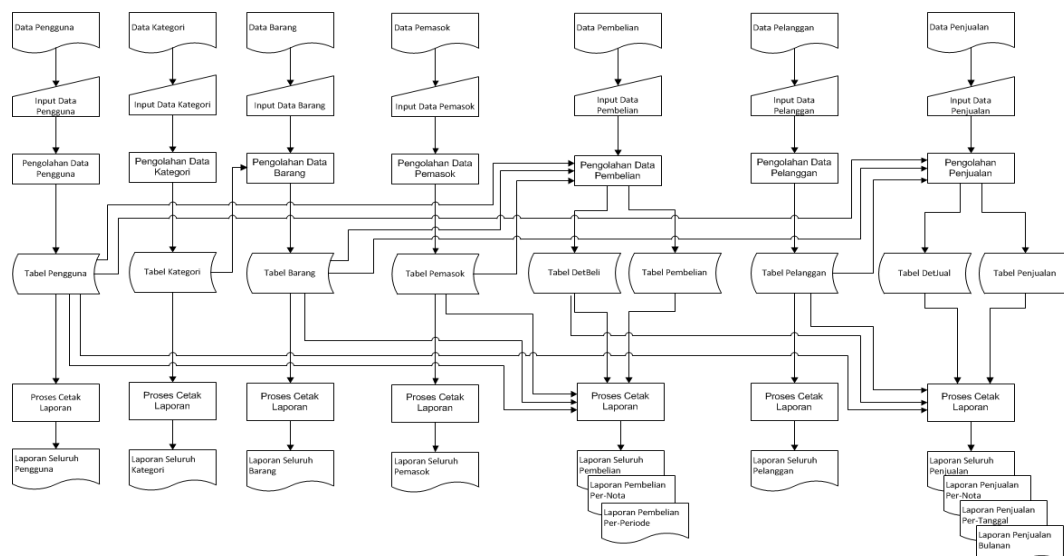 Data Pengguna
Data Kategori
Data Barang
Data Pemasok
Data Pembelian
Data Pelanggan
Data Penjualan
Input Data
Pengguna
Input Data Kategori
Input Data Barang
Input Data Pemasok
Input Data
Pembelian
Input Data
Pelanggan
Input Data
Penjualan
Pengolahan Data
Pengguna
Pengolahan Data
Kategori
Pengolahan Data
Barang
Pengolahan Data
Pemasok
Pengolahan Data
Pembelian
Pengolahan Data
Pelanggan
Pengolahan
Penjualan
Tabel Pengguna
Tabel Kategori
Tabel Barang
Tabel Pemasok
Tabel DetBeli
Tabel Pembelian
Tabel Pelanggan
Tabel DetJual
Tabel Penjualan
Proses Cetak
Laporan
Proses Cetak
Laporan
Proses Cetak
Laporan
Proses Cetak
Laporan
Proses Cetak
Laporan
Proses Cetak
Laporan
Proses Cetak
Laporan
Laporan Seluruh
Pengguna
Laporan Seluruh
Kategori
Laporan Seluruh
Barang
Laporan Seluruh
Pemasok
Laporan Seluruh
Pembelian
Laporan Pembelian
Per-Nota
Laporan Pembelian
Per-Periode
Laporan Seluruh
Pelanggan
Laporan Seluruh
Penjualan
Laporan Penjualan
Per-Nota
Laporan Penjualan
Per-Tanggal
Laporan Penjualan
Bulanan